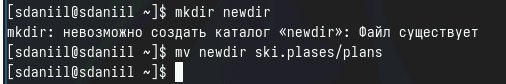 [sdaniil@sdaniil ~]$ mkdir newdir
mkdir: невозможно создать каталог «newdir»: Файл существует
[sdaniil@sdaniil ~]$ mv newdir ski.plases/plans
[sdaniil@sdaniil ~]$